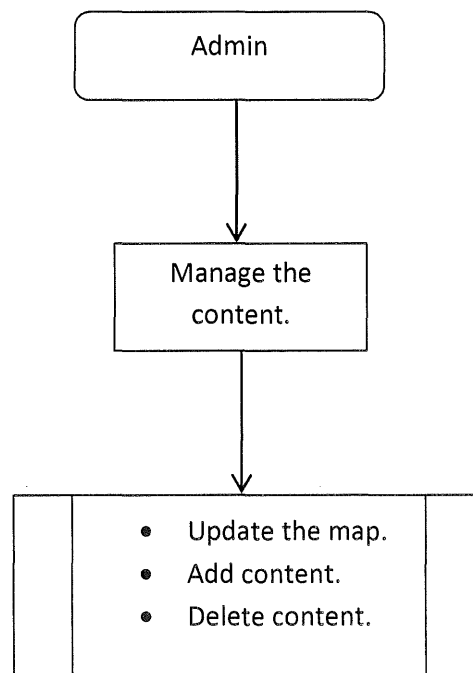 Admin
Manage the
content.
• Update the map.
• Add content.
• Delete content.